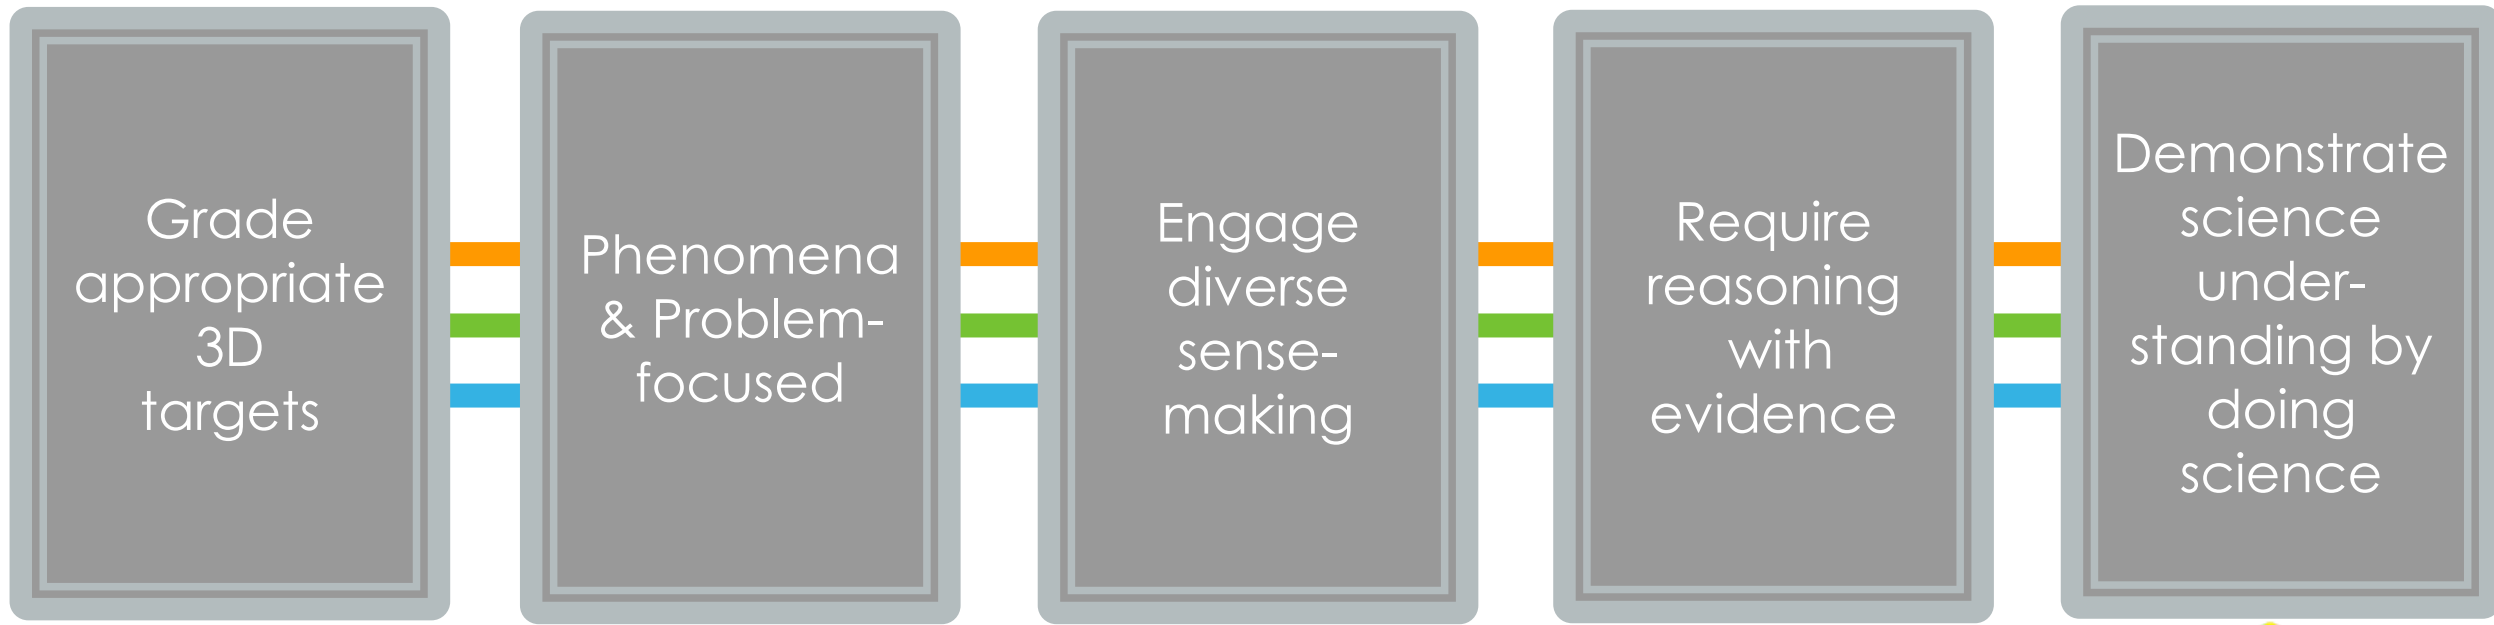 Grade
appropriate
3D
targets
Phenomena
& Problem-
focused
Engage
diverse
sense-
making
Require
reasoning
with
evidence
Demonstrate
science
under-
standing by
doing
science